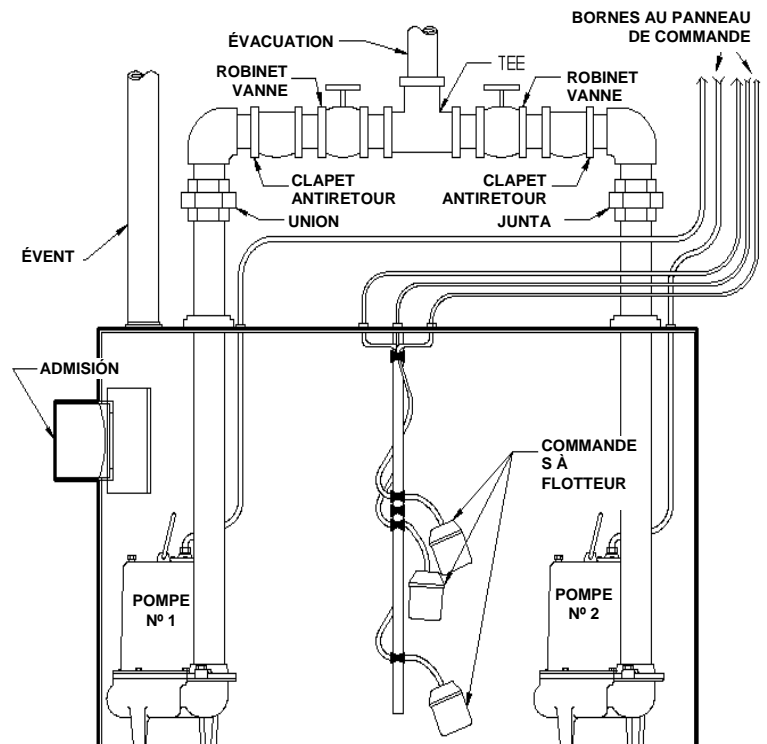 BORNES AU PANNEAU
DE COMMANDE
ÉVACUATION
ROBINET
VANNE
TEE
ROBINET
VANNE
CLAPET
ANTIRETOUR
CLAPET
ANTIRETOUR
UNION
JUNTA
ÉVENT
ADMISIÓN
COMMANDE
S À
FLOTTEUR
POMPE
Nº 1
POMPE
Nº 2